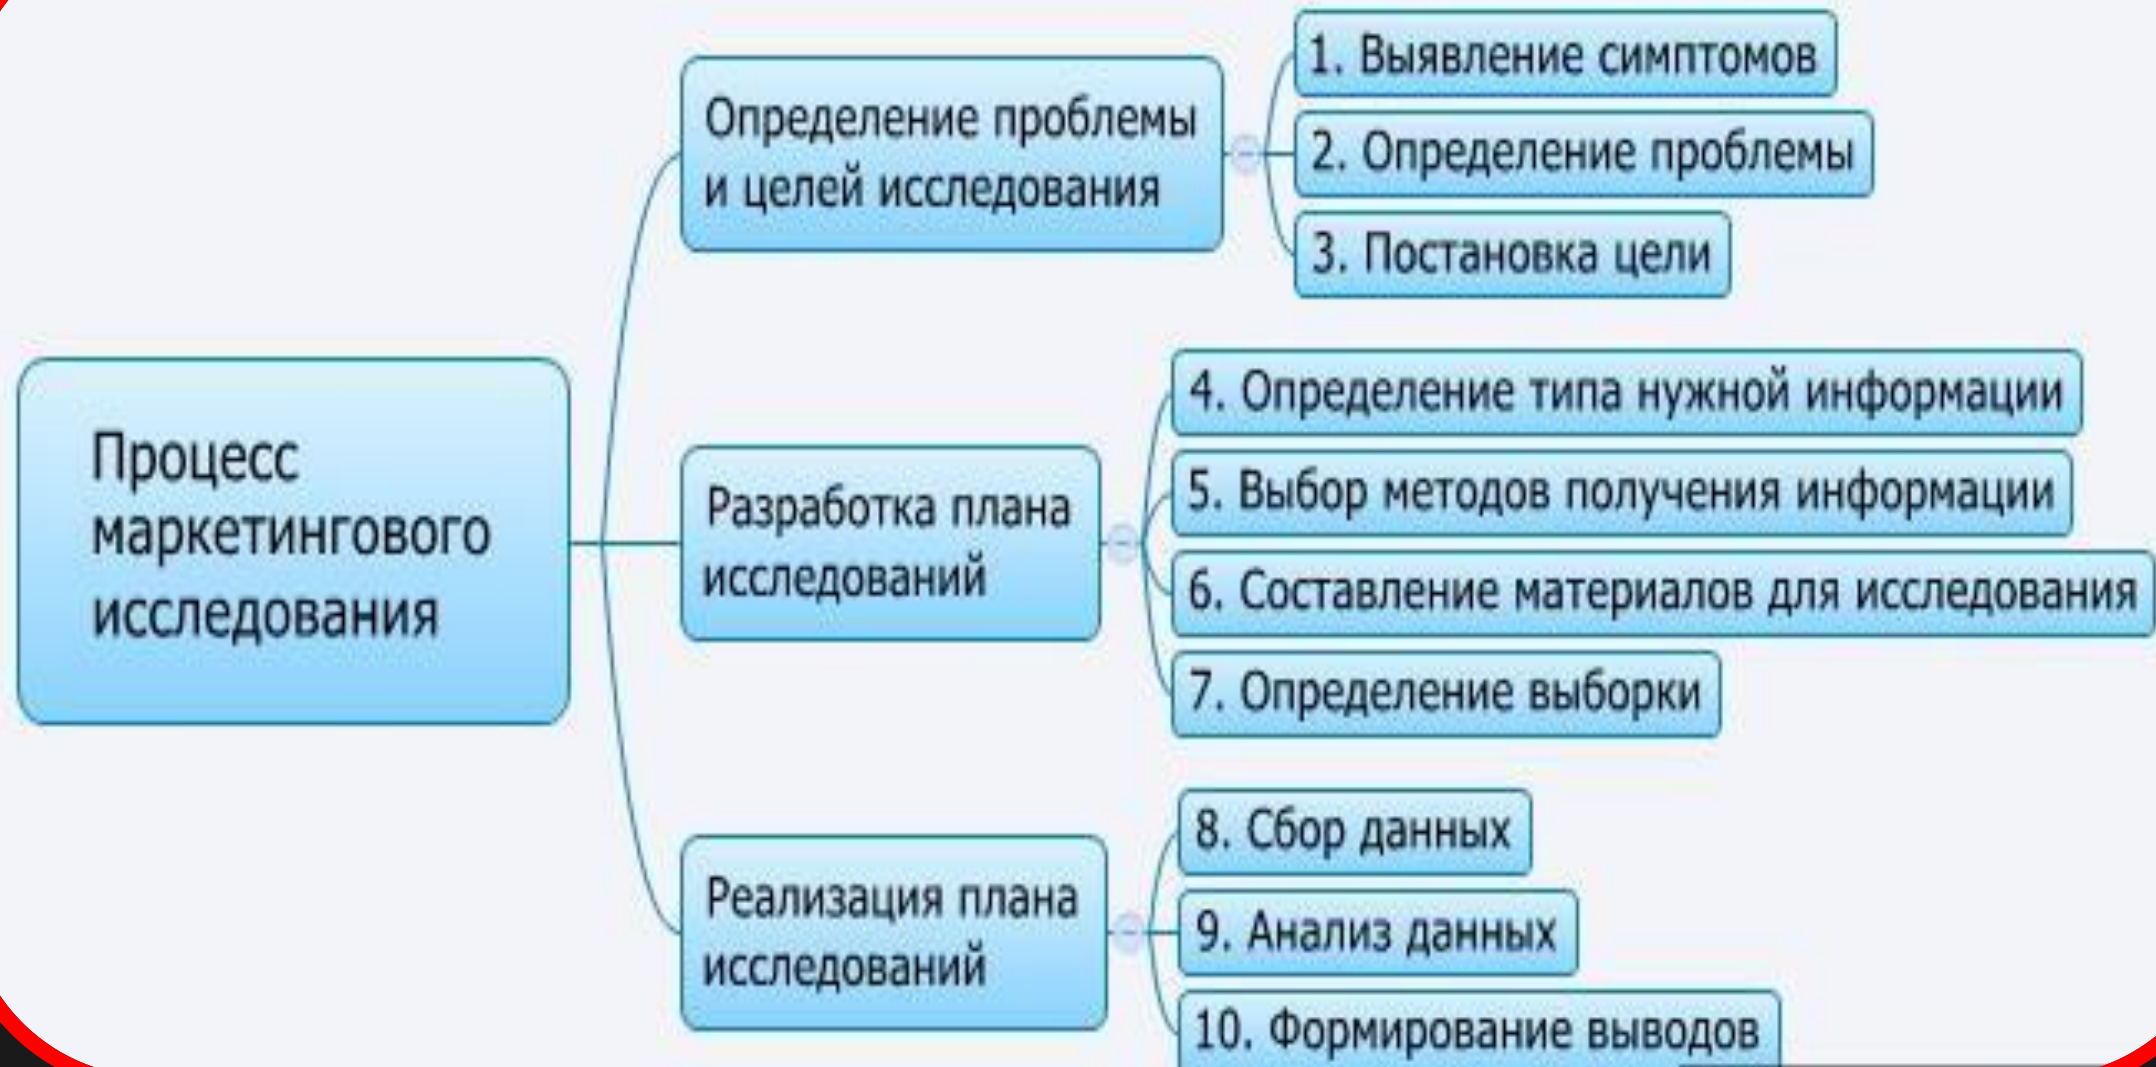 Процесс
маркетингового
исследования
Определение проблемы
и целей исследования
1. Выявление симптомов
2. Определение проблемы
3. Постановка цели
Разработка плана
исследований
4. Определение типа нужной информации
5. Выбор методов получения информации
6. Составление материалов для исследования
7. Определение выборки
Реализация плана
исследований
8. Сбор данных
9. Анализ данных
10. Формирование выводов